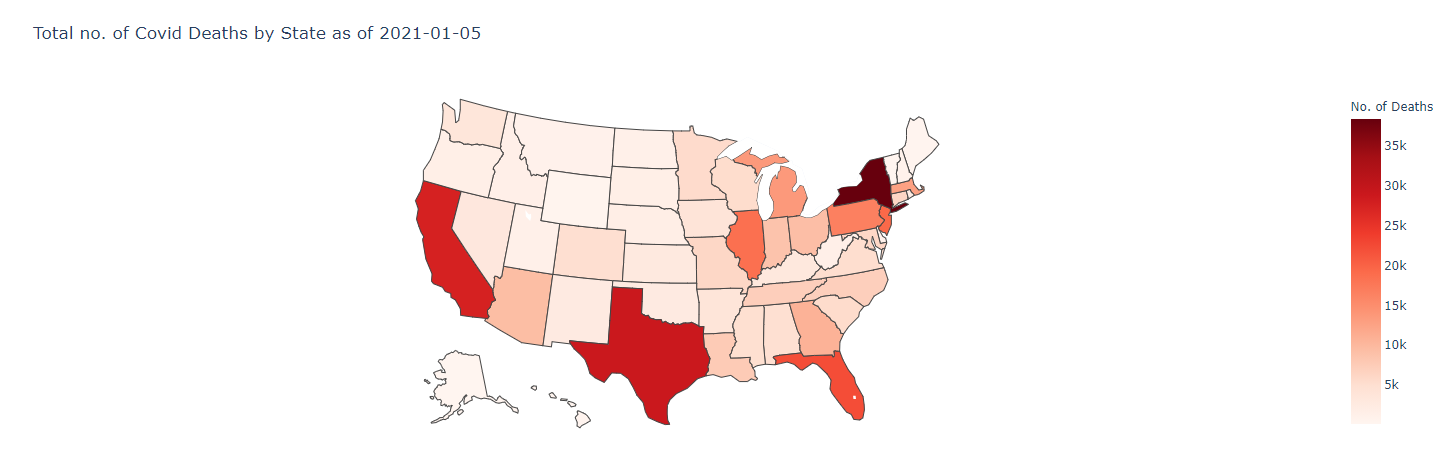 Total no. of Covid Deaths by State as of 2021-01-05
No. of Deaths
35k
30k
25k
20k
15k
10k
5k